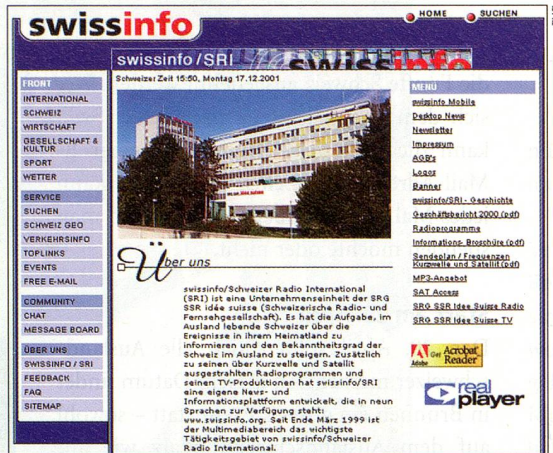 swissinfo
HOME
SUCHEN
swissinfo/SRI
swissinfo
Schweizer Zeit 15:50, Montag 17.12.2001
FRONT
INTERNATIONAL
SCHWEIZ
WIRTSCHAFT
GESELLSCHAFT &
KULTUR
SPORT
WETTER
SERVICE
SUCHEN
SCHWEIZ GEO
VERKEHRSINFO
TOPLINKS
EVENTS
FREE E-MAIL
COMMUNITY
CHAT
MESSAGE BOARD
ÜBER UNS
SWISSINFO / SRI
FEEDBACK
FAQ
SITEMAP
Über uns
swissinfo/Schweizer Radio International
(SRI) ist eine Unternehmenseinheit der SRG
SSR idée suisse (Schweizerische Radio- und
Fernsehgesellschaft). Es hat die Aufgabe, im
Ausland lebende Schweizer über die
Ereignisse in ihrem Heimatland zu
informieren und den Bekanntheitsgrad der
Schweiz im Ausland zu steigern. Zusätzlich
zu seinen über Kurzwelle und Satellit
ausgestrahlten Radioprogrammen und
seinen TV-Produktionen hat swissinfo/SRI
eine eigene News- und
Informationsplattform entwickelt, die in neun
Sprachen zur Verfügung steht:
www.swissinfo.org. Seit Ende März 1999 ist
der Multimediabereich das wichtigste
Tätigkeitsgebiet von swissinfo/Schweizer
Radio International.
MENÜ
swissinfo Mobile
Desktop News
Newsletter
Impressum
AGB's
Logos
Banner
swissinfo/SRI - Geschichte
Geschäftsbericht 2000 (pdf)
Radioprogramme
Informations- Broschüre (pdf)
Sendeplan / Frequenzen
Kurzwelle und Satellit (pdf)
MP3-Angebot
SAT Access
SRG SSR Idee Suisse Radio
SRG SSR Idee Suisse TV
Get Acrobat
Reader
Adobe
real
player